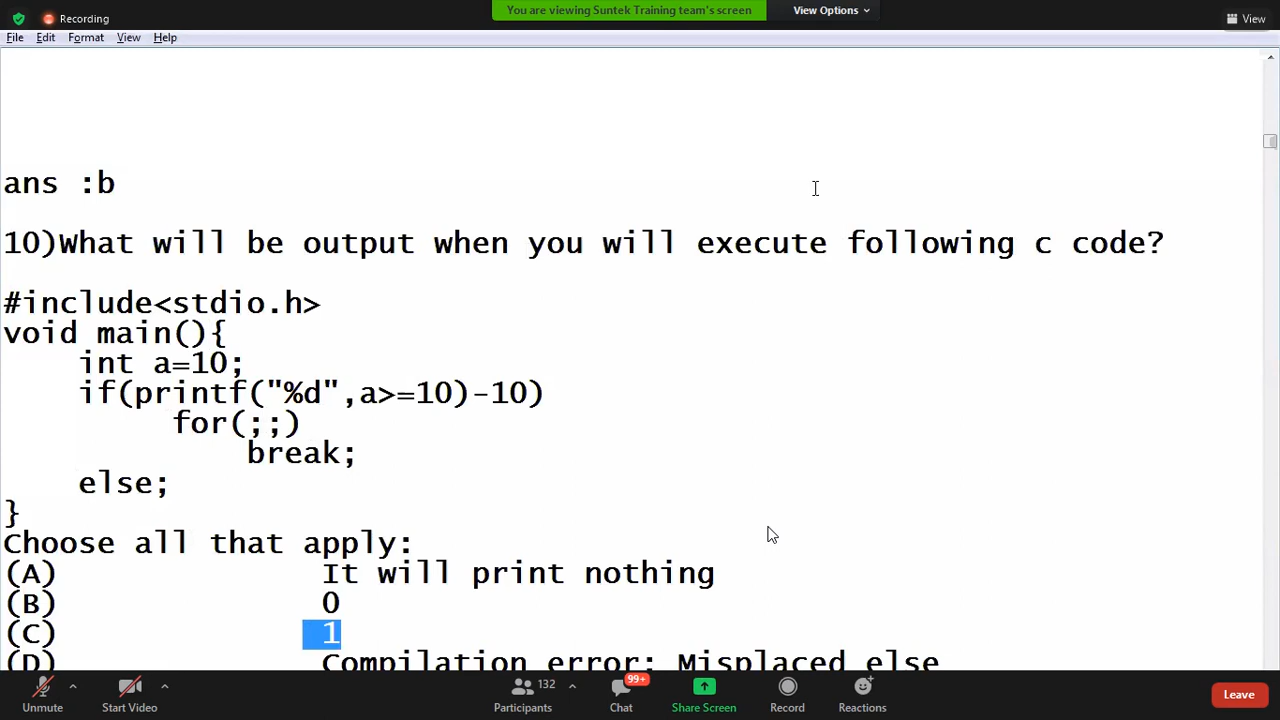 Recording
You are viewing Suntek Training team's screen
View Options
View
File Edit Format View Help
ans :b
10)What will be output when you will execute following c code?
#include<stdio.h>
void main(){
int a=10;
if(printf("%d",a>=10)-10)
for(;;)
break;
else;
}
Choose all that apply:
(A) It will print nothing
(B) 0
(C) 1
(D) Compilation error: Misplaced else
Unmute
Start Video
132
Participants
99+
Chat
Share Screen
Record
Reactions
Leave